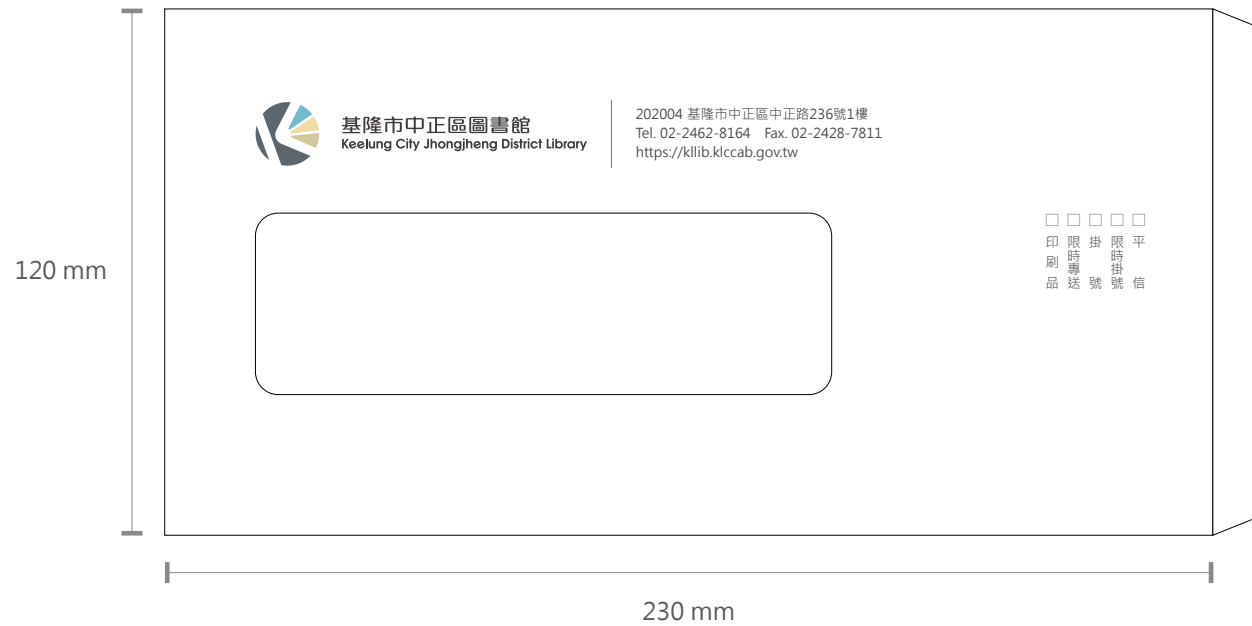 基隆市中正區圖書館
Keelung City Jhongjheng District Library
202004 基隆市中正區中正路236號1樓
Tel. 02-2462-8164 Fax. 02-2428-7811
https://kllib.klccab.gov.tw
□平信
□限時掛號
□掛號
□限時專送
□印刷品
120 mm
230 mm